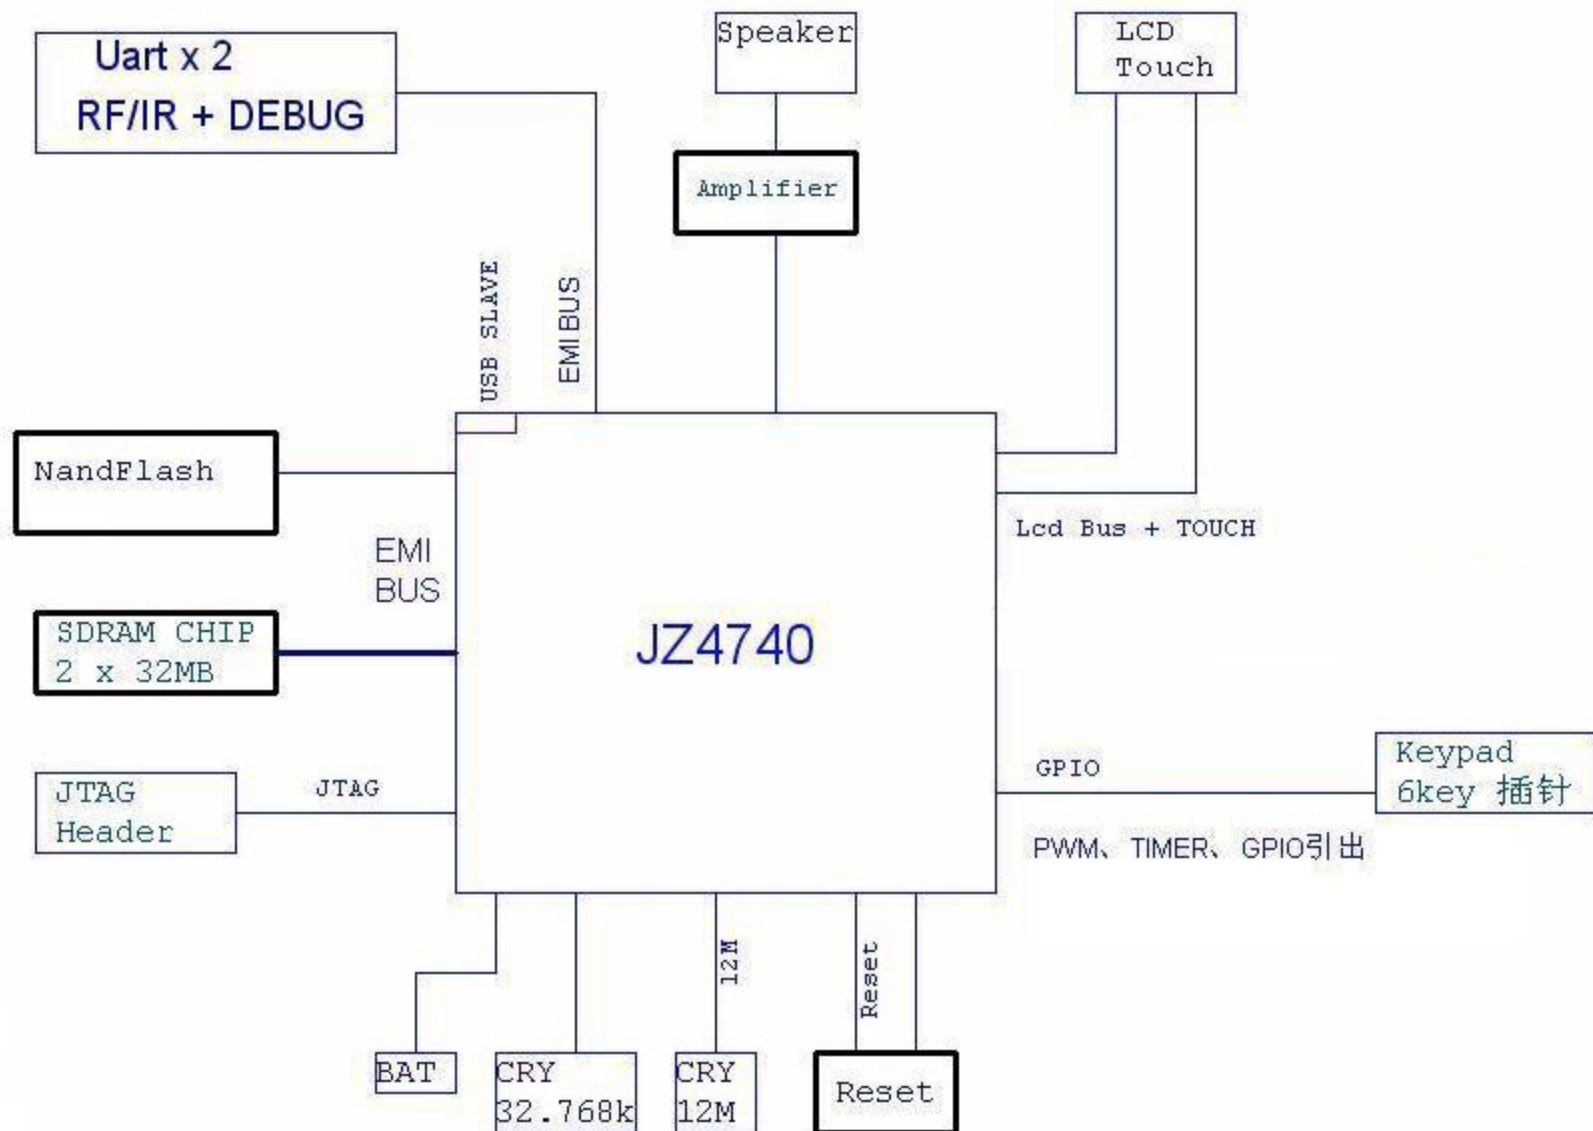 Uart x 2
RF/IR + DEBUG
Speaker
LCD
Touch
Amplifier
USB SLAVE
EMI BUS
NandFlash
Lcd Bus + TOUCH
EMI
BUS
SDRAM CHIP
2 x 32MB
JZ4740
JTAG
Header
JTAG
GPIO
Keypad
6key 插针
PWM、TIMER、GPIO引出
12M
Reset
BAT
CRY
32.768k
CRY
12M
Reset